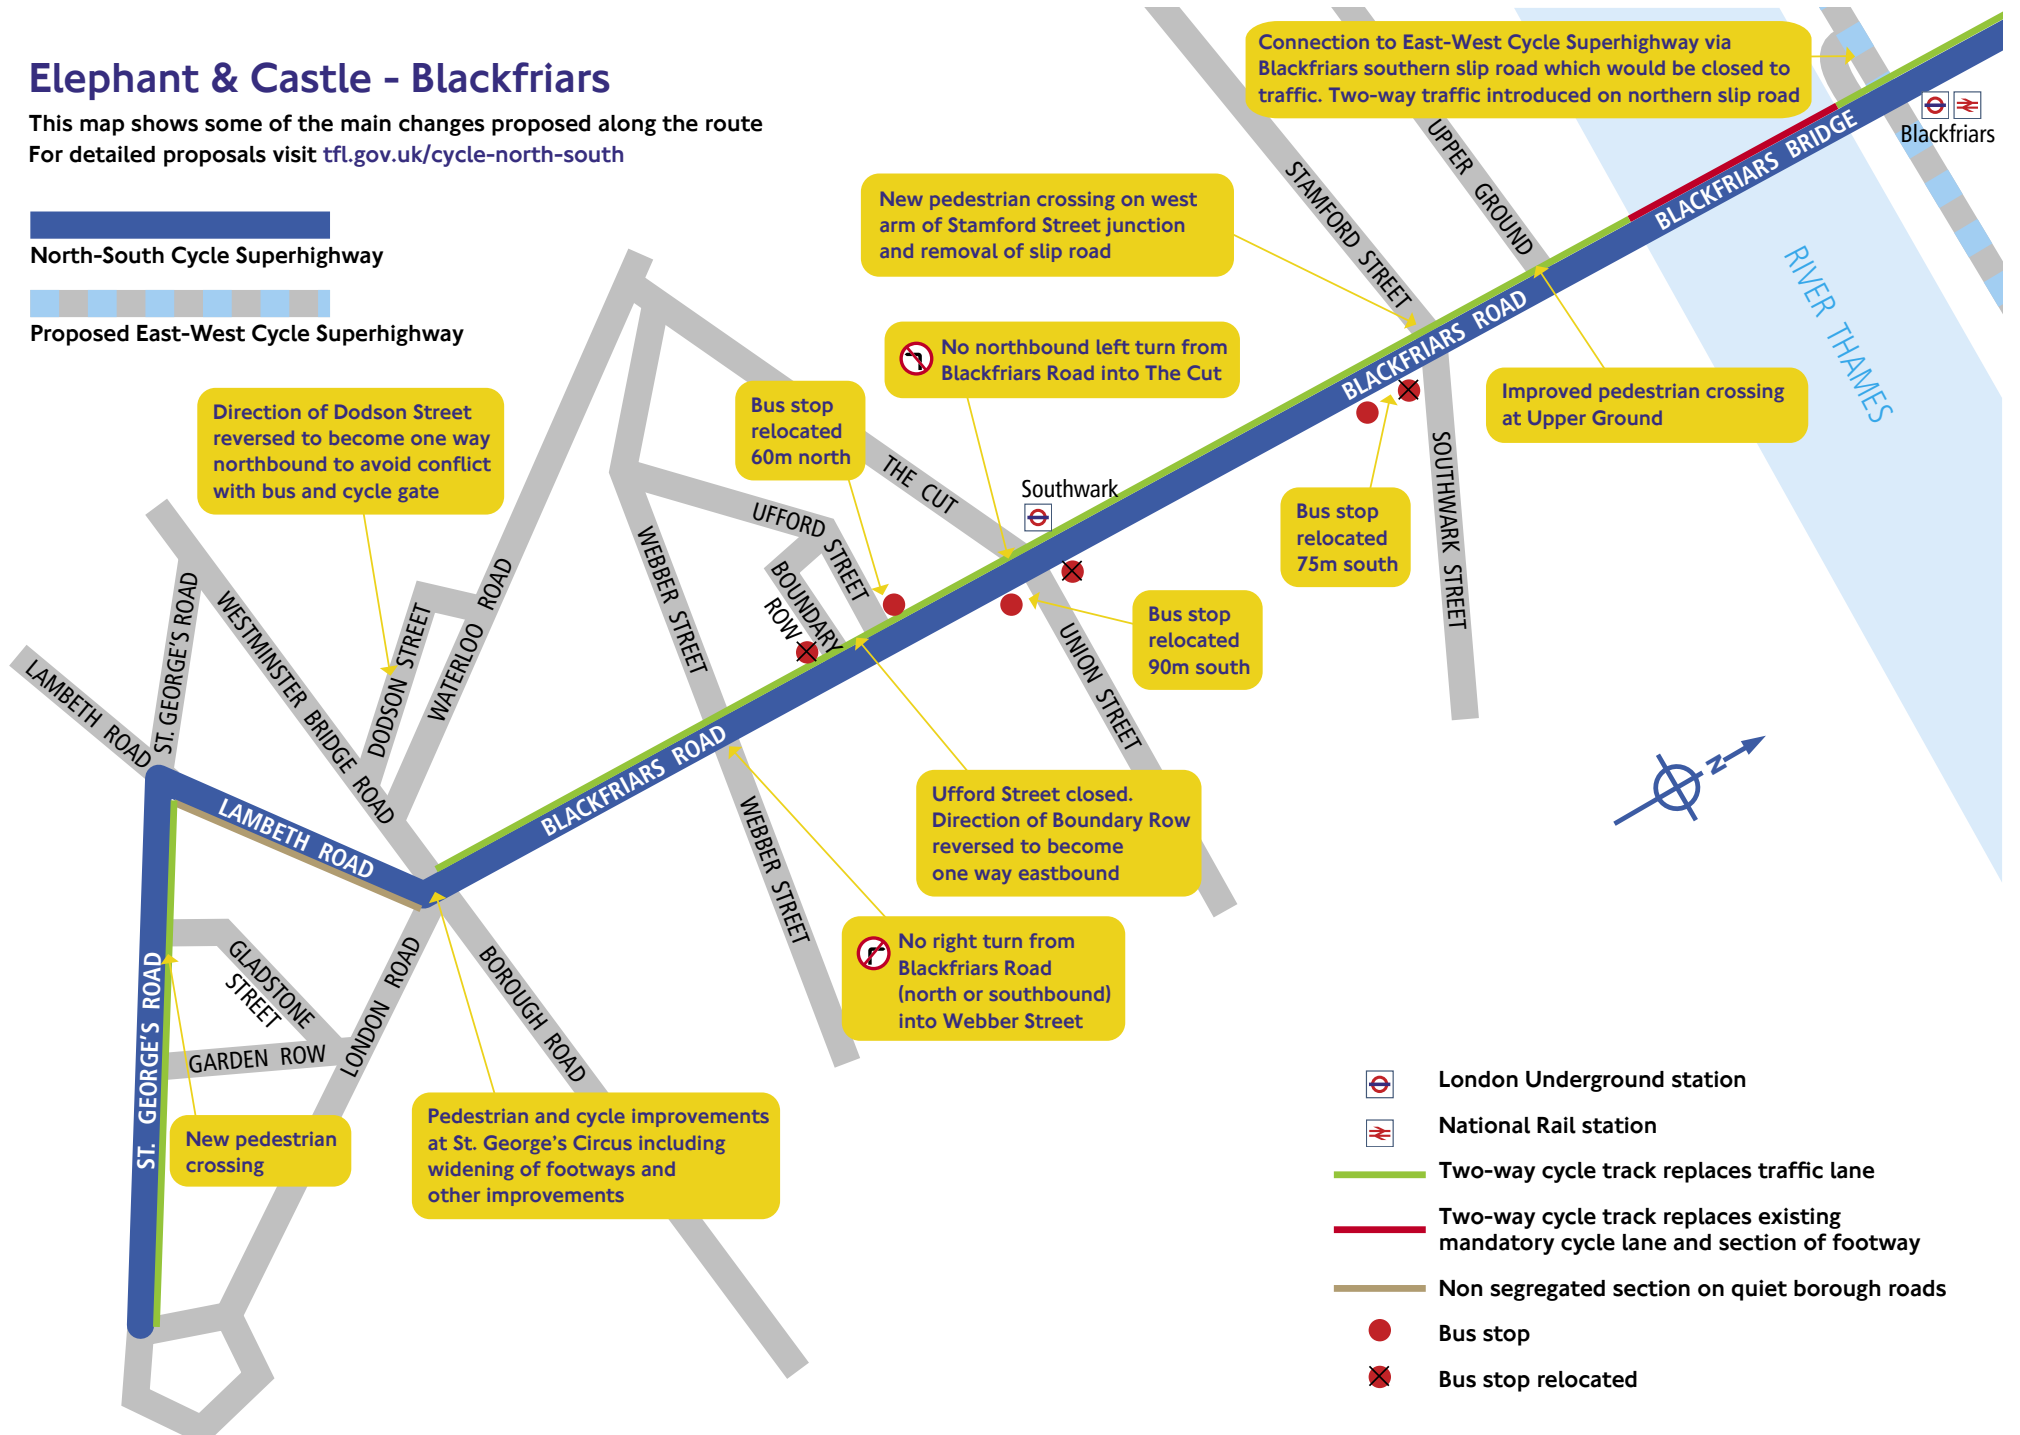 Elephant & Castle - Blackfriars
This map shows some of the main changes proposed along the route
For detailed proposals visit tfl.gov.uk/cycle-north-south
North-South Cycle Superhighway
Proposed East-West Cycle Superhighway
Connection to East-West Cycle Superhighway via
Blackfriars southern slip road which would be closed to
traffic. Two-way traffic introduced on northern slip road
Blackfriars
BLACKFRIARS BRIDGE
UPPER GROUND
STAMFORD STREET
RIVER THAMES
New pedestrian crossing on west
arm of Stamford Street junction
and removal of slip road
No northbound left turn from
Blackfriars Road into The Cut
BLACKFRIARS ROAD
Improved pedestrian crossing
at Upper Ground
Direction of Dodson Street
reversed to become one way
northbound to avoid conflict
with bus and cycle gate
Bus stop
relocated
60m north
THE CUT
Southwark
Bus stop
relocated
75m south
SOUTHWARK STREET
UFFORD STREET
BOUNDARY
ROW
WEBBER STREET
Bus stop
relocated
90m south
UNION STREET
ST. GEORGE'S ROAD
WESTMINSTER BRIDGE ROAD
DODSON STREET
WATERLOO ROAD
LAMBETH ROAD
LAMBETH ROAD
BLACKFRIARS ROAD
N
Ufford Street closed.
Direction of Boundary Row
reversed to become
one way eastbound
WEBBER STREET
No right turn from
Blackfriars Road
(north or southbound)
into Webber Street
ST. GEORGE'S ROAD
GLADSTONE
STREET
GARDEN ROW
LONDON ROAD
BOROUGH ROAD
New pedestrian
crossing
Pedestrian and cycle improvements
at St. George's Circus including
widening of footways and
other improvements
London Underground station
National Rail station
Two-way cycle track replaces traffic lane
Two-way cycle track replaces existing
mandatory cycle lane and section of footway
Non segregated section on quiet borough roads
Bus stop
Bus stop relocated